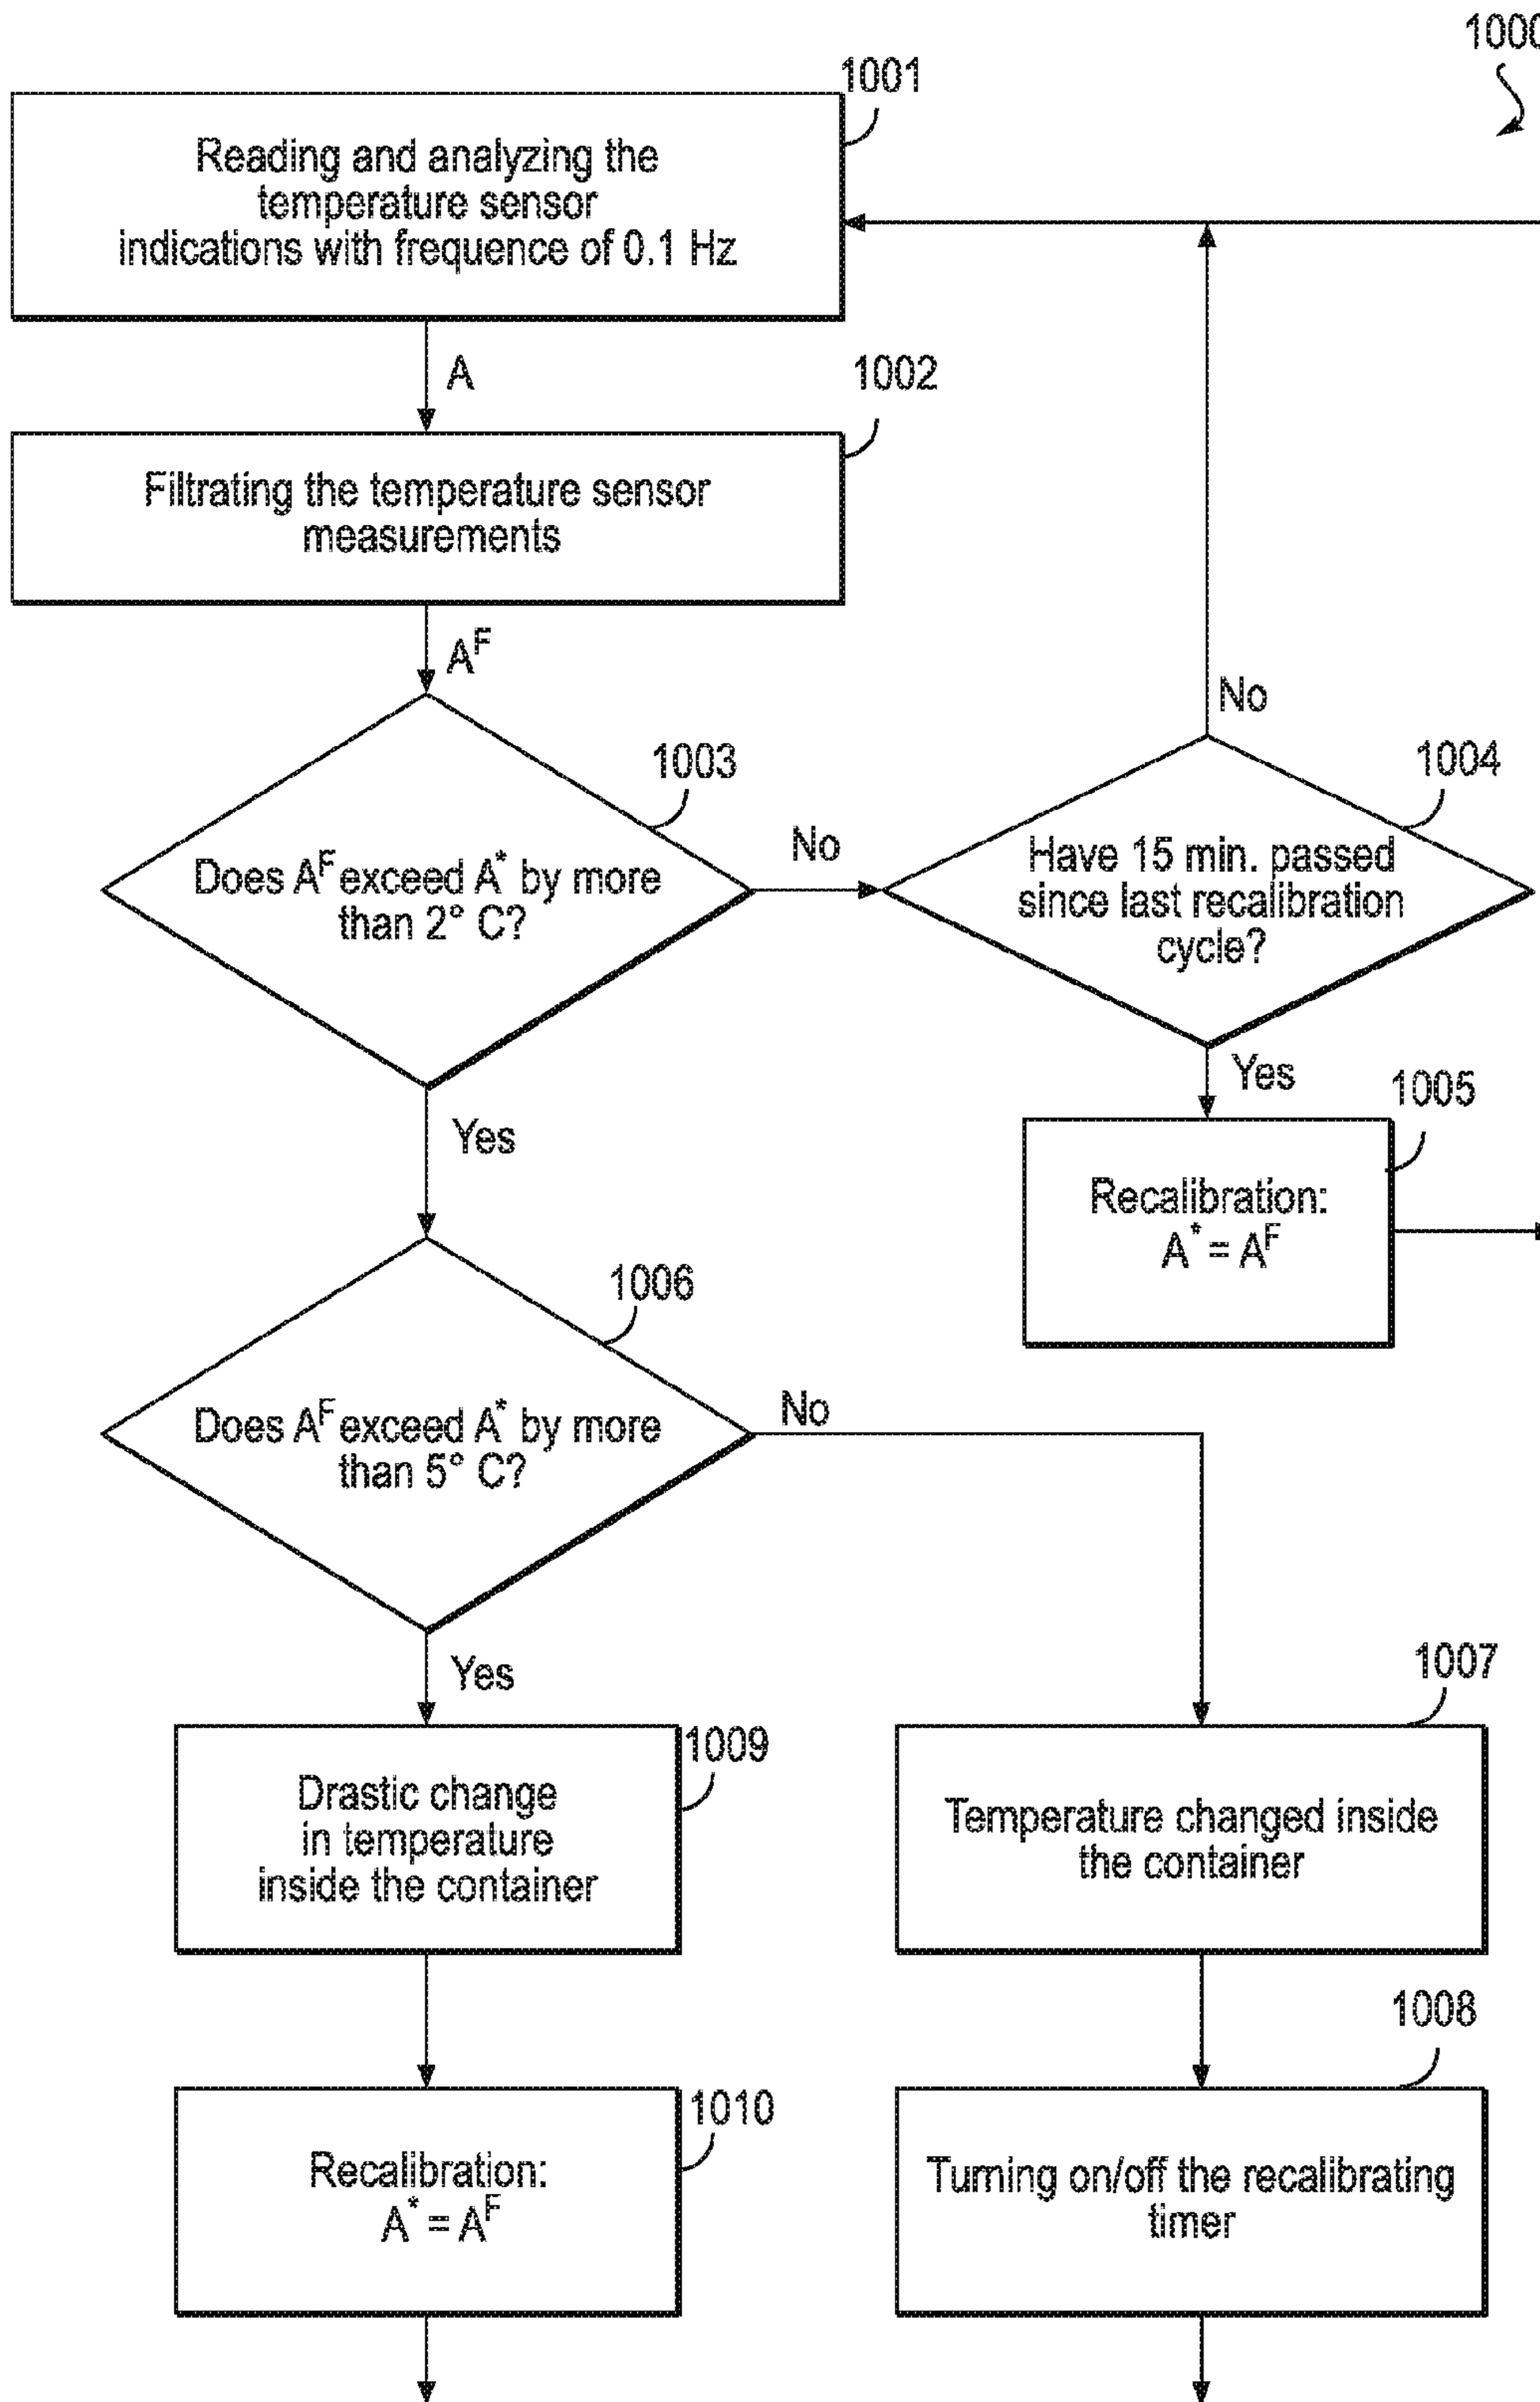 1000
1001
Reading and analyzing the
temperature sensor
indications with frequence of 0.1 Hz
A
1002
Filtrating the temperature sensor
measurements
A^F
No
1003
1004
Does A^F exceed A* by more
than 2° C?
No
Have 15 min. passed
since last recalibration
cycle?
Yes
Yes
1005
Recalibration:
A* = A^F
1006
Does A^F exceed A* by more
than 5° C?
No
Yes
1007
1009
Drastic change
in temperature
inside the container
Temperature changed inside
the container
1008
1010
Recalibration:
A* = A^F
Turning on/off the recalibrating
timer